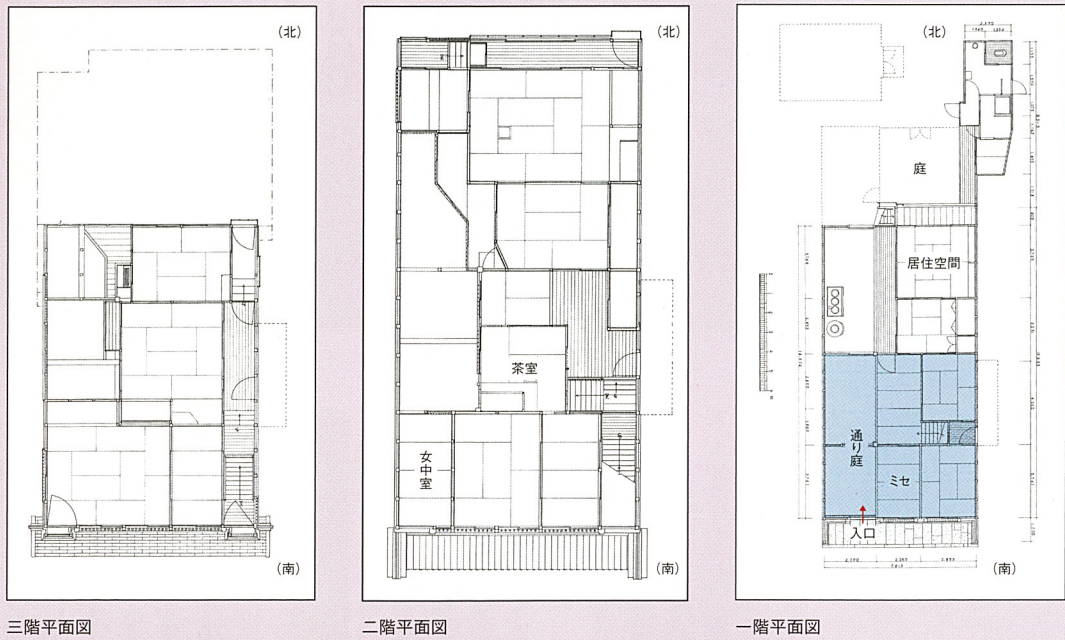 (北)
(南)
三階平面図
(北)
茶室
女中室
(南)
二階平面図
(北)
庭
居住空間
通り庭
ミセ
入口
(南)
一階平面図